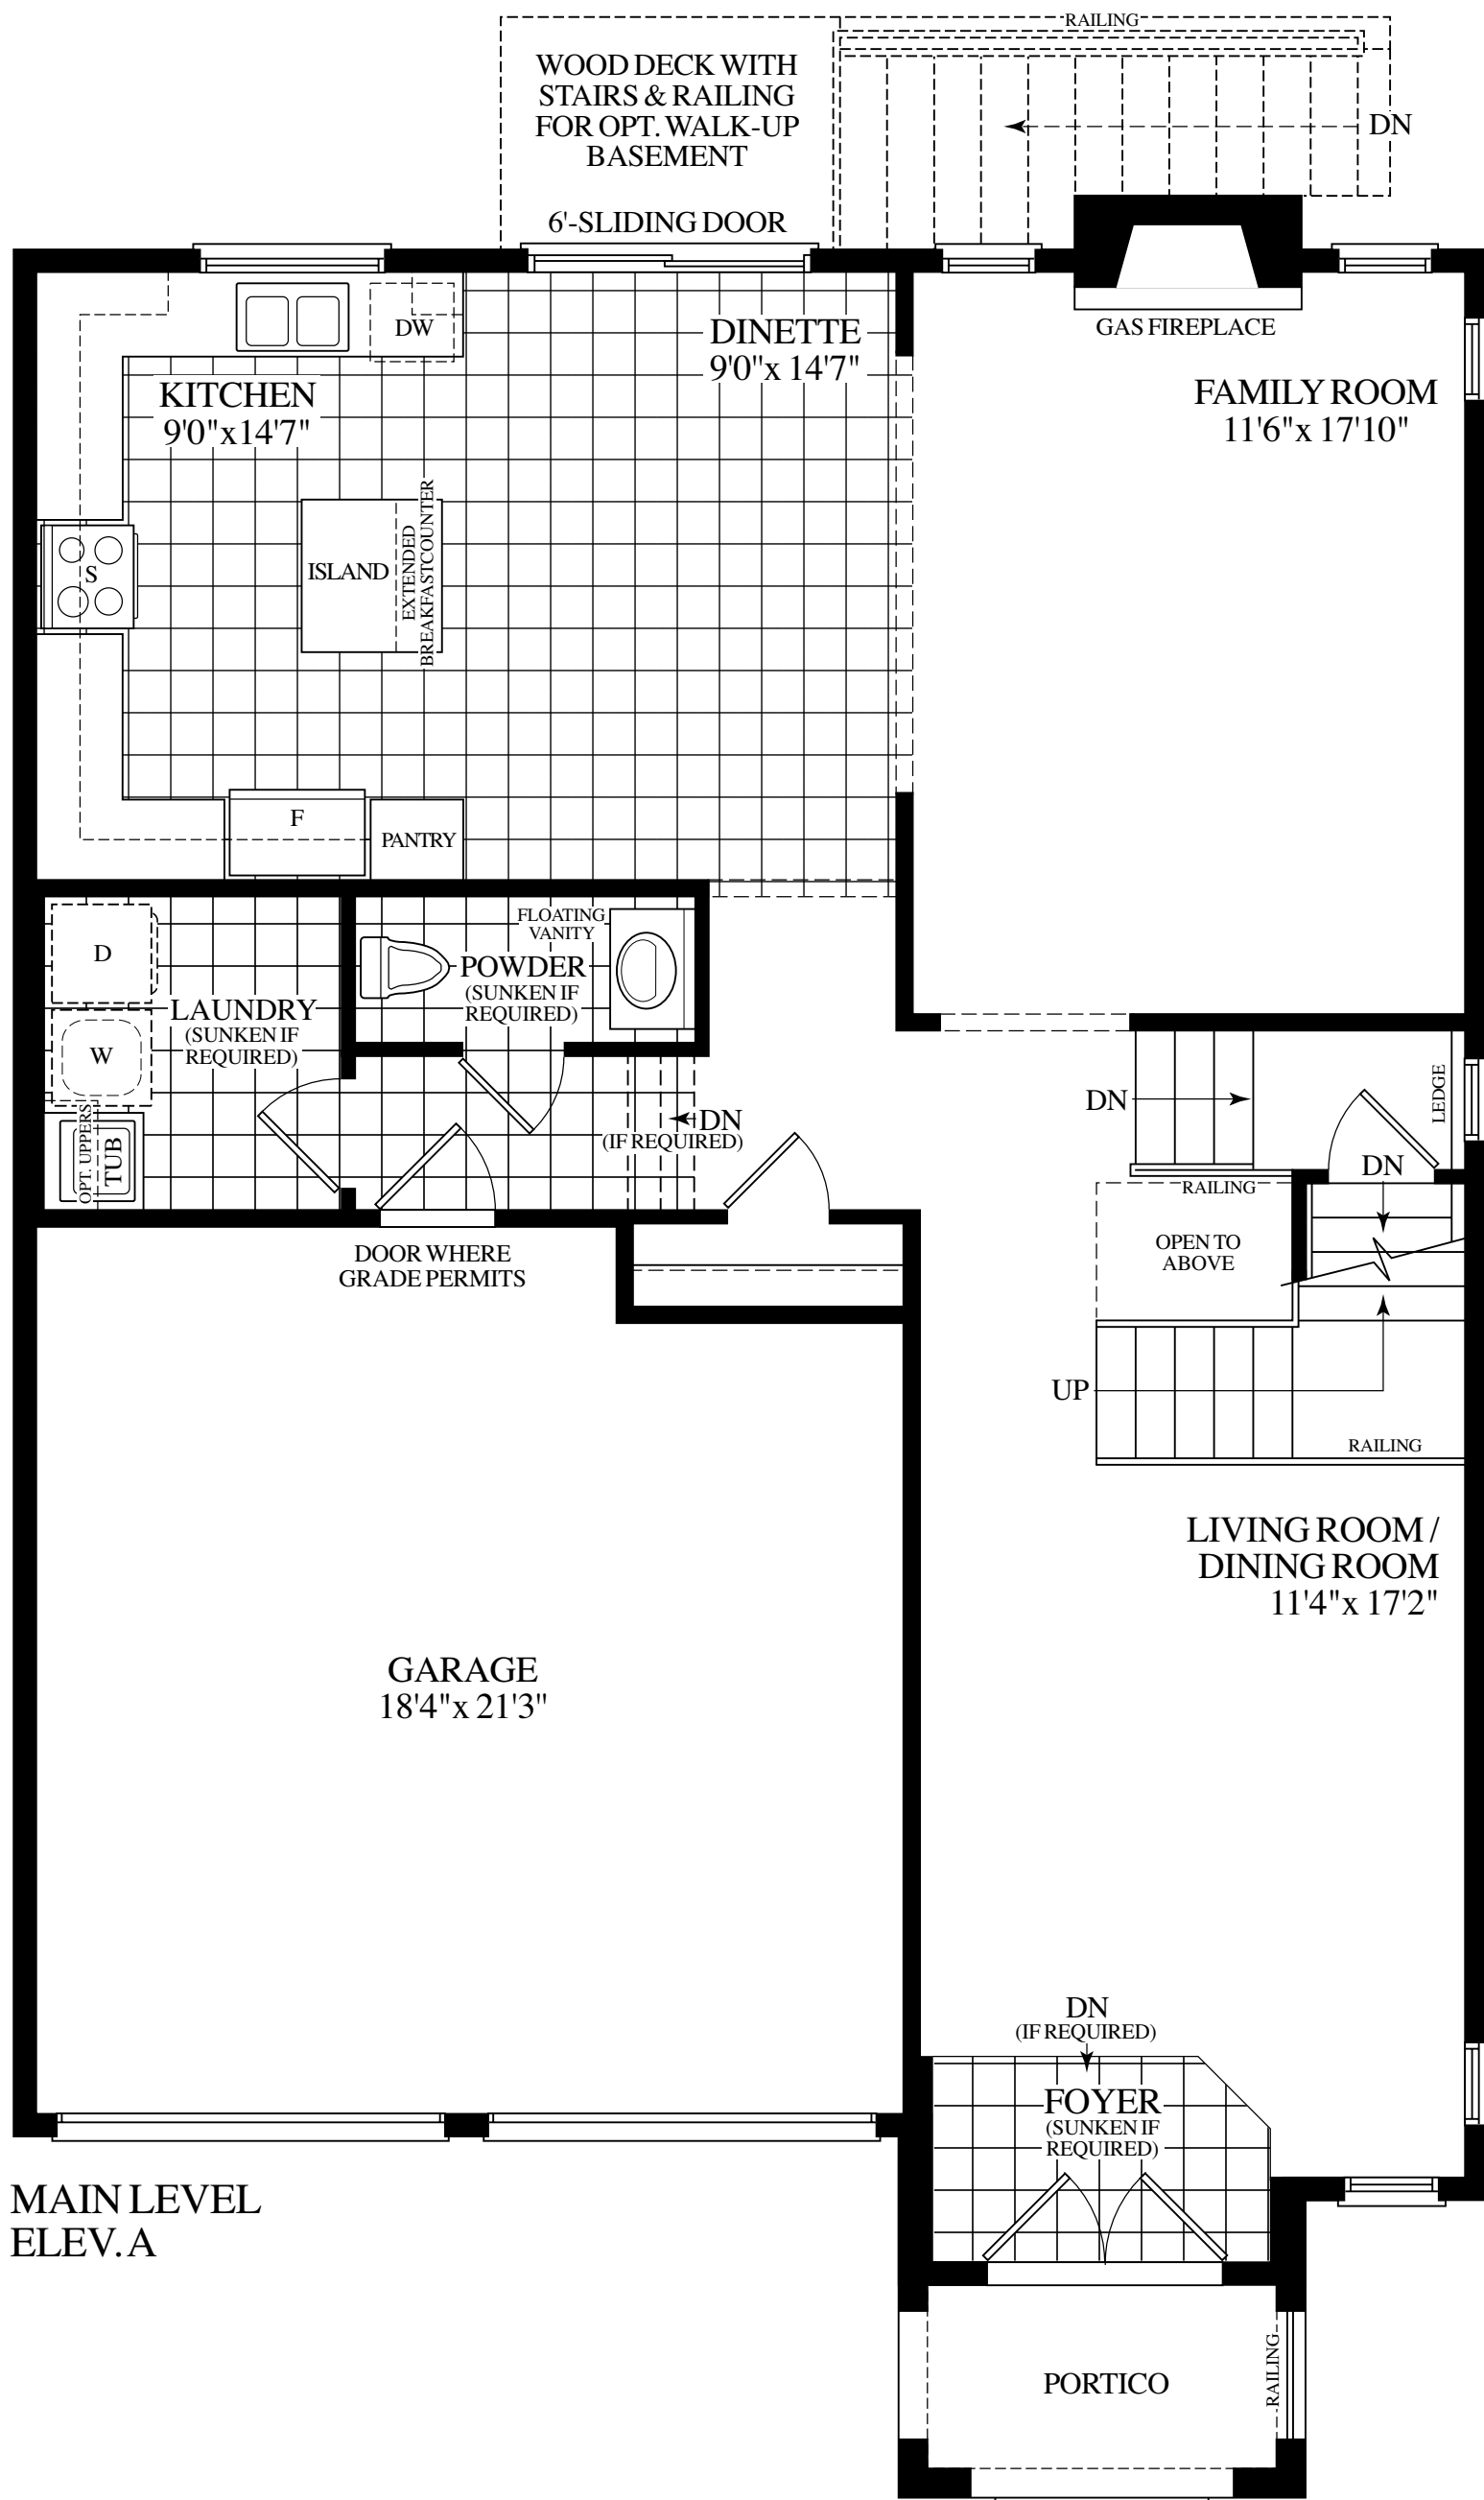 RAILING
WOOD DECK WITH
STAIRS & RAILING
FOR OPT. WALK-UP
BASEMENT
DN
6'-SLIDING DOOR
DW
DINETTE
9'0"x 14'7"
GAS FIREPLACE
KITCHEN
9'0"x14'7"
FAMILY ROOM
11'6"x 17'10"
S
ISLAND
EXTENDED
BREAKFAST COUNTER
F
PANTRY
D
FLOATING
VANITY
POWDER
(SUNKEN IF
REQUIRED)
LAUNDRY
(SUNKEN IF
REQUIRED)
W
OPT. UPPERS
TUB
DN
(IF REQUIRED)
DN
LEDGE
DN
RAILING
OPEN TO
ABOVE
DOOR WHERE
GRADE PERMITS
UP
RAILING
LIVING ROOM /
DINING ROOM
11'4"x 17'2"
GARAGE
18'4"x 21'3"
DN
(IF REQUIRED)
FOYER
(SUNKEN IF
REQUIRED)
MAIN LEVEL
ELEV. A
PORTICO
RAILING